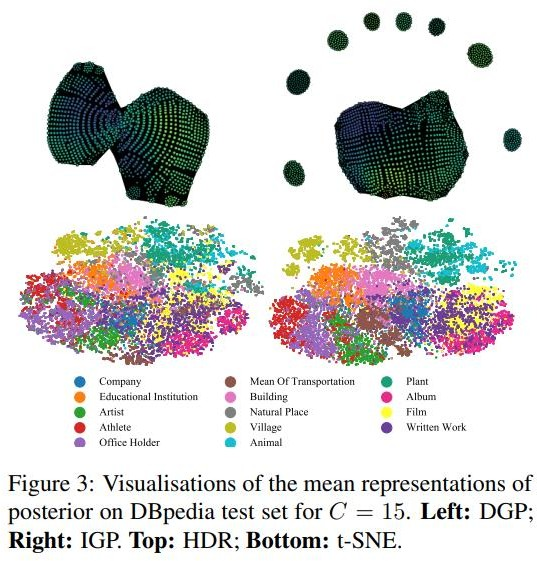 Company
Mean Of Transportation
Plant
Educational Institution
Building
Album
Artist
Natural Place
Film
Athlete
Village
Written Work
Office Holder
Animal
Figure 3: Visualisations of the mean representations of
posterior on DBpedia test set for C = 15. Left: DGP;
Right: IGP. Top: HDR; Bottom: t-SNE.